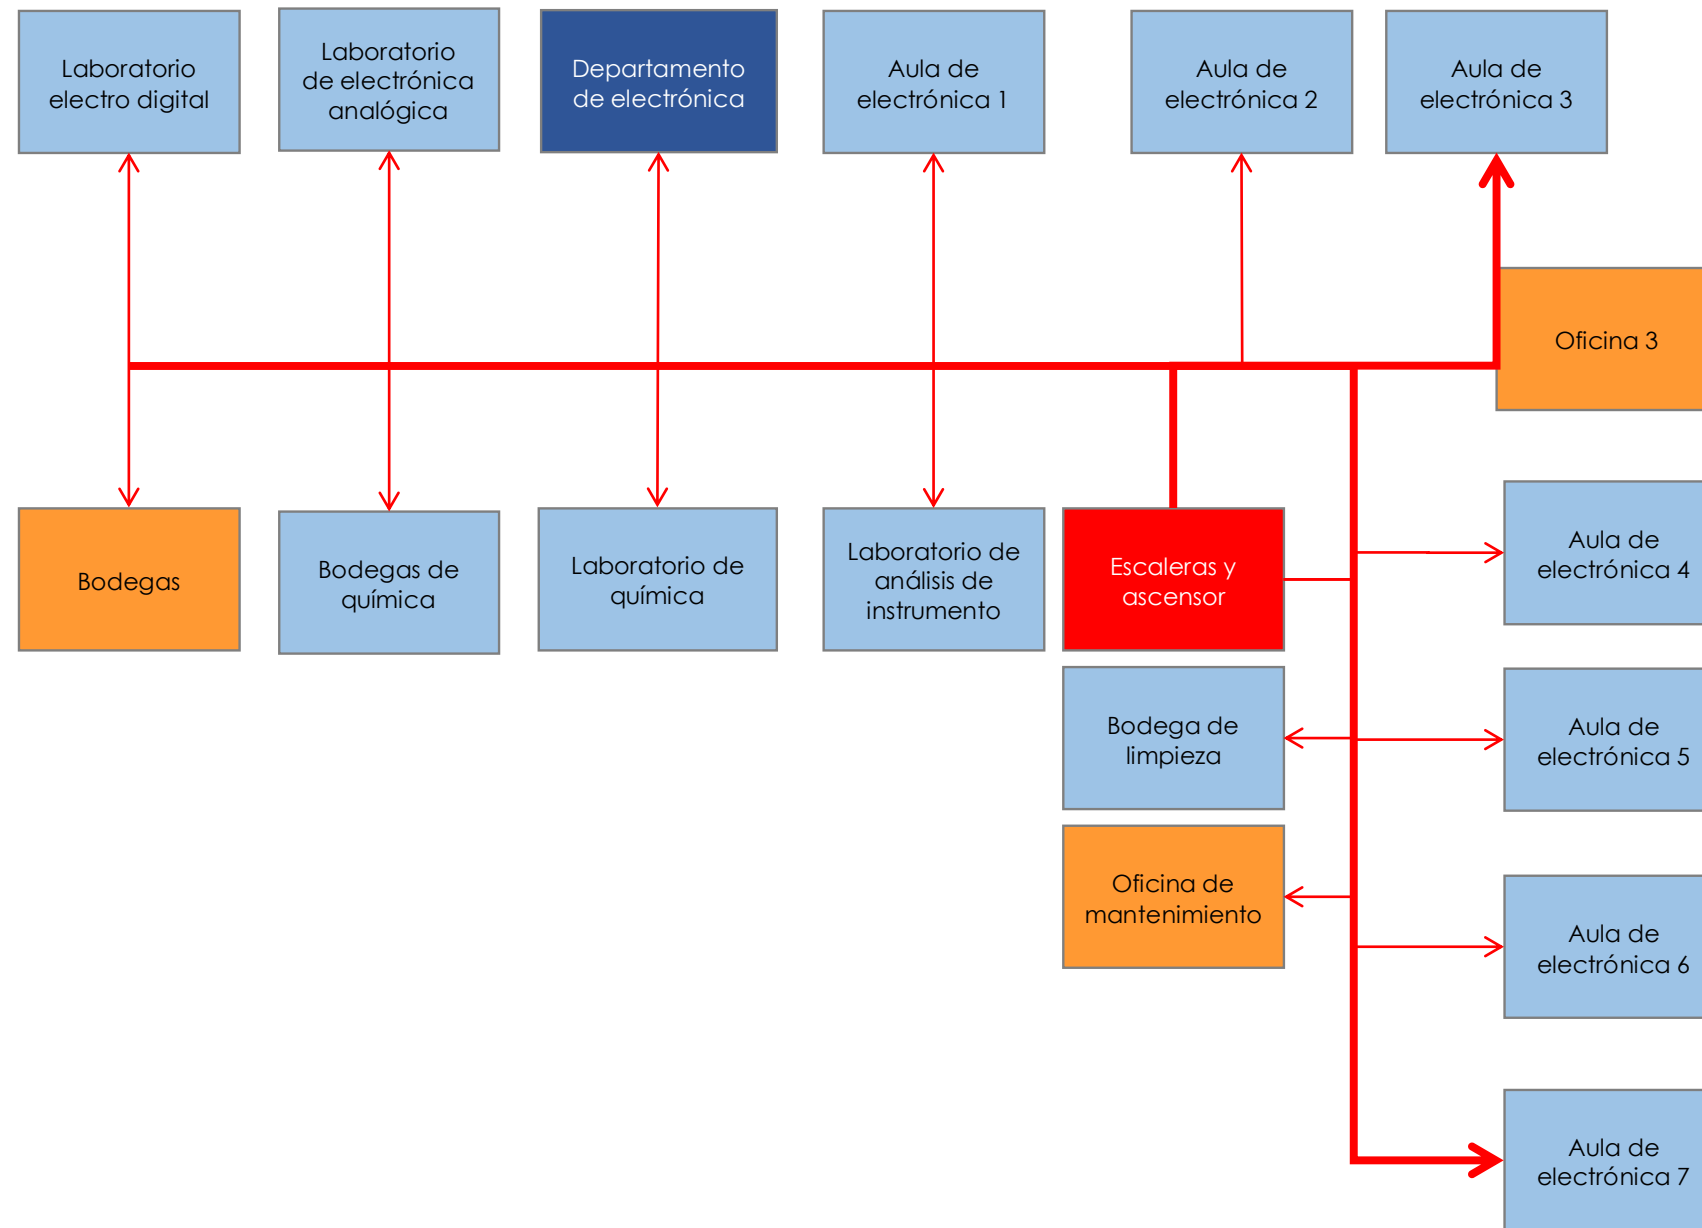 Laboratorio
electro digital
Laboratorio
de electrónica
analógica
Departamento
de electrónica
Aula de
electrónica 1
Aula de
electrónica 2
Aula de
electrónica 3
Oficina 3
Bodegas
Bodegas de
química
Laboratorio de
química
Laboratorio de
análisis de
instrumento
Escaleras y
ascensor
Aula de
electrónica 4
Bodega de
limpieza
Aula de
electrónica 5
Oficina de
mantenimiento
Aula de
electrónica 6
Aula de
electrónica 7